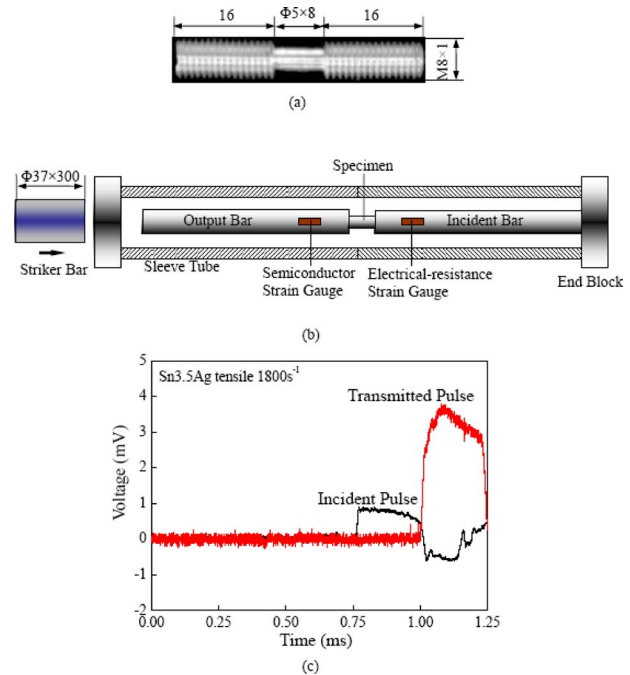 16
Φ5×8
16
M8×1
(a)
Φ37×300
Specimen
Output Bar
Incident Bar
Striker Bar
Sleeve Tube
Semiconductor
Strain Gauge
Electrical-resistance
Strain Gauge
End Block
(b)
Sn3.5Ag tensile 1800s⁻¹
Transmitted Pulse
Incident Pulse
Voltage (mV)
5
4
3
2
1
0
-1
-2
0.00
0.25
0.50
0.75
1.00
1.25
Time (ms)
(c)